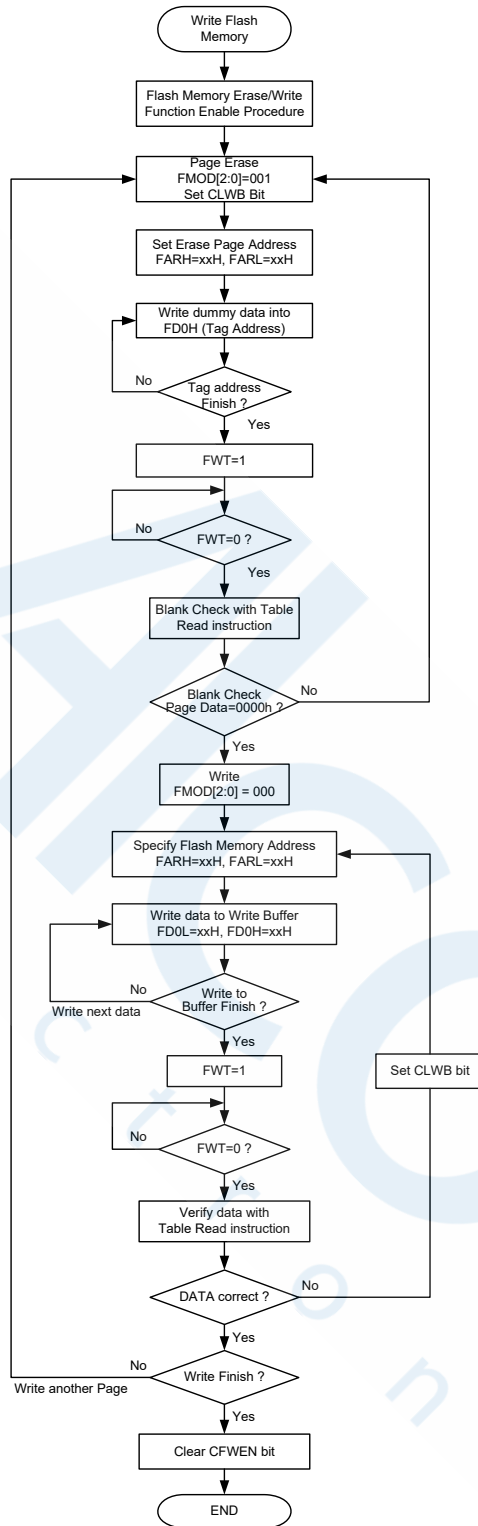 Write Flash
Memory
Flash Memory Erase/Write
Function Enable Procedure
Page Erase
FMOD[2:0]=001
Set CLWB Bit
Set Erase Page Address
FARH=xxH, FARL=xxH
Write dummy data into
FD0H (Tag Address)
No
Tag address
Finish ?
Yes
FWT=1
No
FWT=0 ?
Yes
Blank Check with Table
Read instruction
Blank Check
Page Data=0000h ?
No
Yes
Write
FMOD[2:0] = 000
Specify Flash Memory Address
FARH=xxH, FARL=xxH
Write data to Write Buffer
FD0L=xxH, FD0H=xxH
No
Write next data
Write to
Buffer Finish ?
Yes
FWT=1
Set CLWB bit
No
FWT=0 ?
Yes
Verify data with
Table Read instruction
DATA correct ?
No
Yes
No
Write another Page
Write Finish ?
Yes
Clear CFWEN bit
END
c t r o n